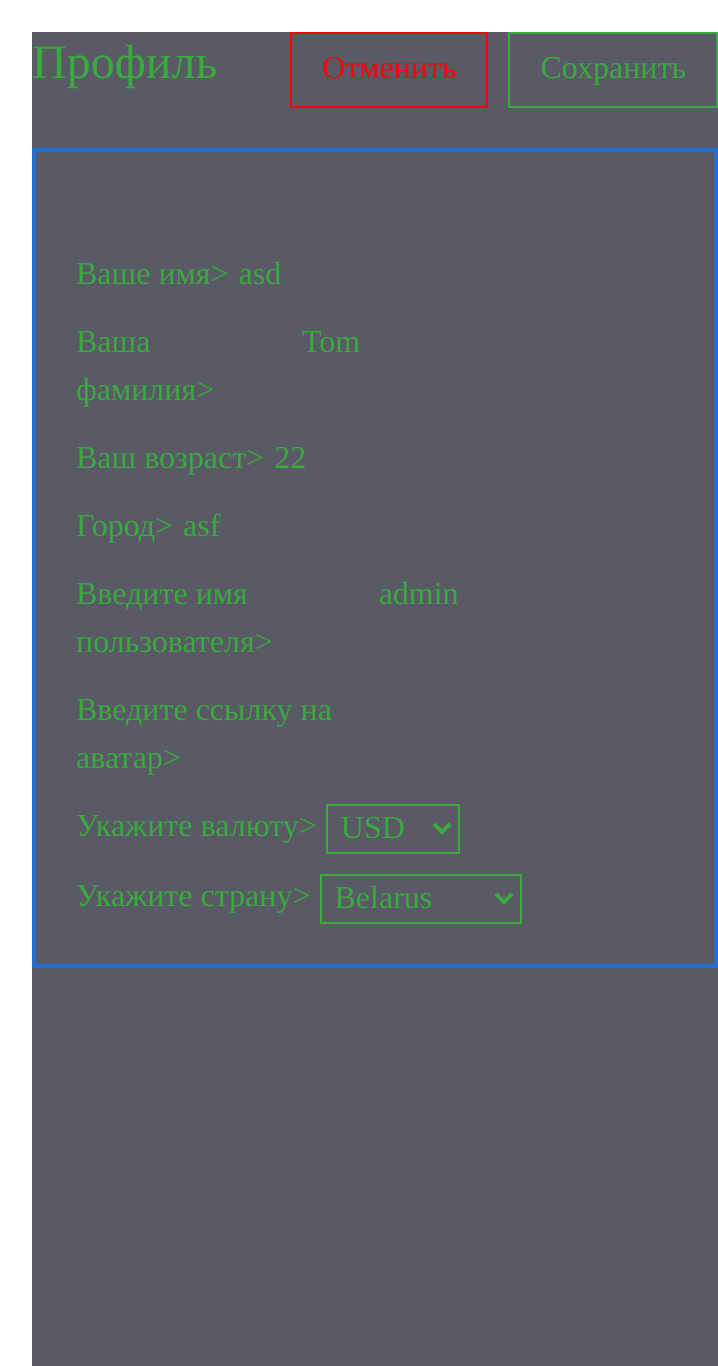 Профиль Отменить Сохранить
Ваше имя> asd
Ваша Tom
фамилия>
Ваш возраст> 22
Город> asf
Введите имя admin
пользователя>
Введите ссылку на
аватар>
Укажите валюту> USD
Укажите страну> Belarus